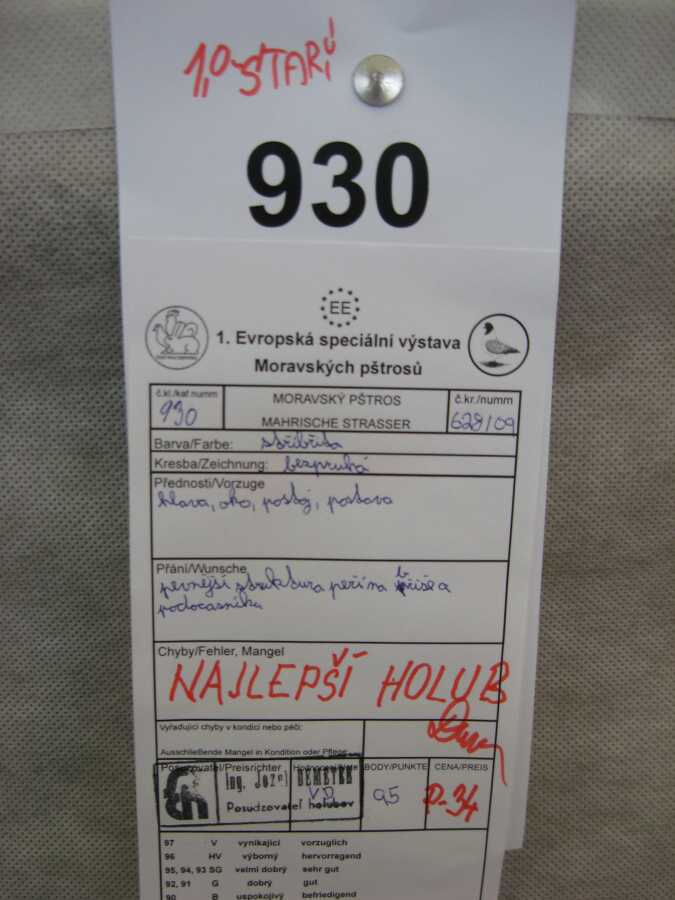 1,0-STARÍ
930
EE
1. Evropská speciální výstava
Moravských pštrosů
č.kl./kat numm
930
MORAVSKÝ PŠTROS
MAHRISCHE STRASSER
č.kr./numm
628/09
Barva/Farbe: stříbřitá
Kresba/Zeichnung: bezpruhá
Přednosti/Vorzuge
hlava, oko, postoj, postava
Přání/Wunsche
pevnější struktura peří na břiše a
podocasníka
Chyby/Fehler, Mangel
NAJLEPŠÍ HOLUB
Vyřaďující chyby v kondici nebo péči:
Ausschließende Mangel in Kondition oder Pflege
Posuzovatel/Preisrichter
Ing. Jozef DEMETER
Posudzovateľ holubov
VD
BODY/PUNKTE
95
CENA/PREIS
P-34
97 V vynikající vorzuglich
96 HV výborný hervorragend
95, 94, 93 SG velmi dobrý sehr gut
92, 91 G dobrý gut
90 B uspokojivý befriedigend